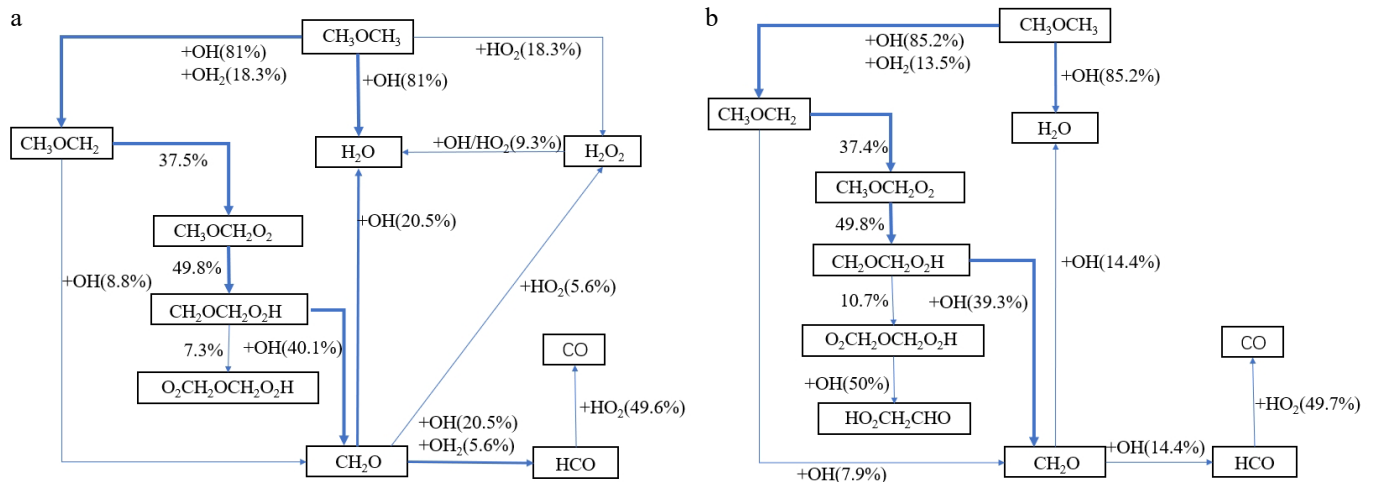 a
CH₃OCH₃
+OH(81%)
+OH₂(18.3%)
+HO₂(18.3%)
+OH(81%)
CH₃OCH₂
H₂O
+OH/HO₂(9.3%)
H₂O₂
37.5%
CH₃OCH₂O₂
+OH(20.5%)
49.8%
+OH(8.8%)
+HO₂(5.6%)
CH₂OCH₂O₂H
7.3%
+OH(40.1%)
CO
O₂CH₂OCH₂O₂H
+HO₂(49.6%)
+OH(20.5%)
+OH₂(5.6%)
CH₂O
HCO
b
CH₃OCH₃
+OH(85.2%)
+OH₂(13.5%)
+OH(85.2%)
CH₃OCH₂
H₂O
37.4%
CH₃OCH₂O₂
49.8%
CH₂OCH₂O₂H
+OH(14.4%)
10.7%
+OH(39.3%)
O₂CH₂OCH₂O₂H
CO
+OH(50%)
HO₂CH₂CHO
+HO₂(49.7%)
+OH(14.4%)
CH₂O
HCO
+OH(7.9%)